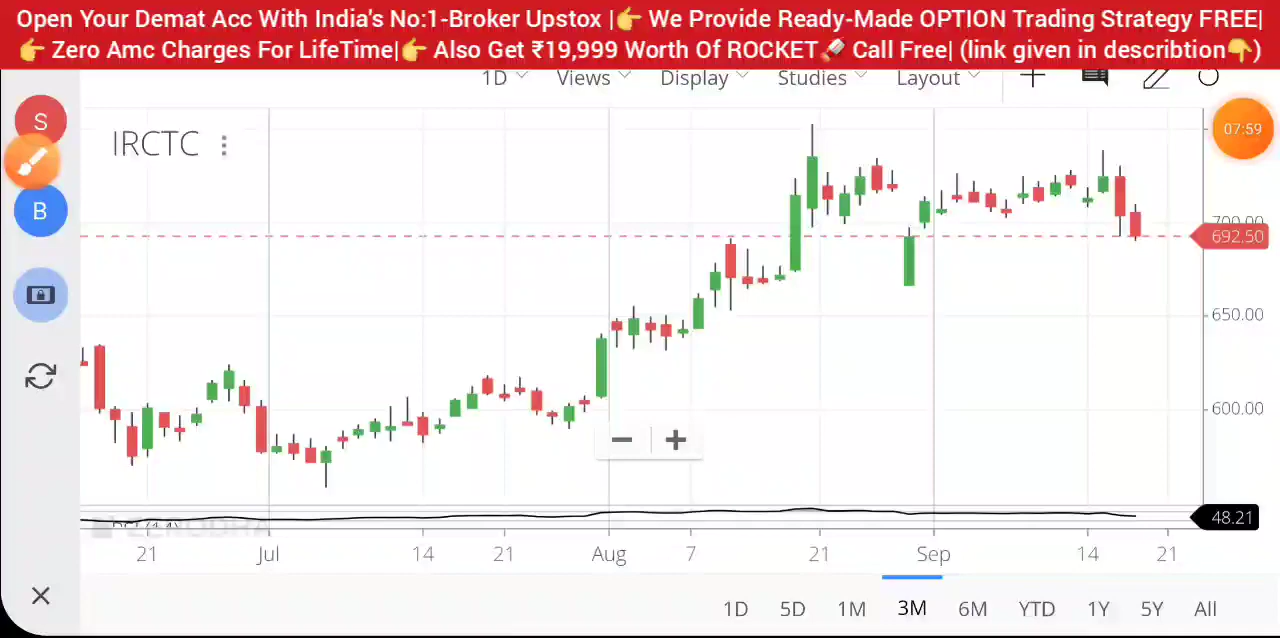 Open Your Demat Acc With India's No:1-Broker Upstox |👉 We Provide Ready-Made OPTION Trading Strategy FREE|
👉 Zero Amc Charges For LifeTime|👉 Also Get ₹19,999 Worth Of ROCKET🚀 Call Free| (link given in describtion👇)
1D Views Display Studies Layout
S
07:59
IRCTC
B
700.00
692.50
650.00
600.00
ZERODHA
48.21
21 Jul 14 21 Aug 7 21 Sep 14 21
1D 5D 1M 3M 6M YTD 1Y 5Y All